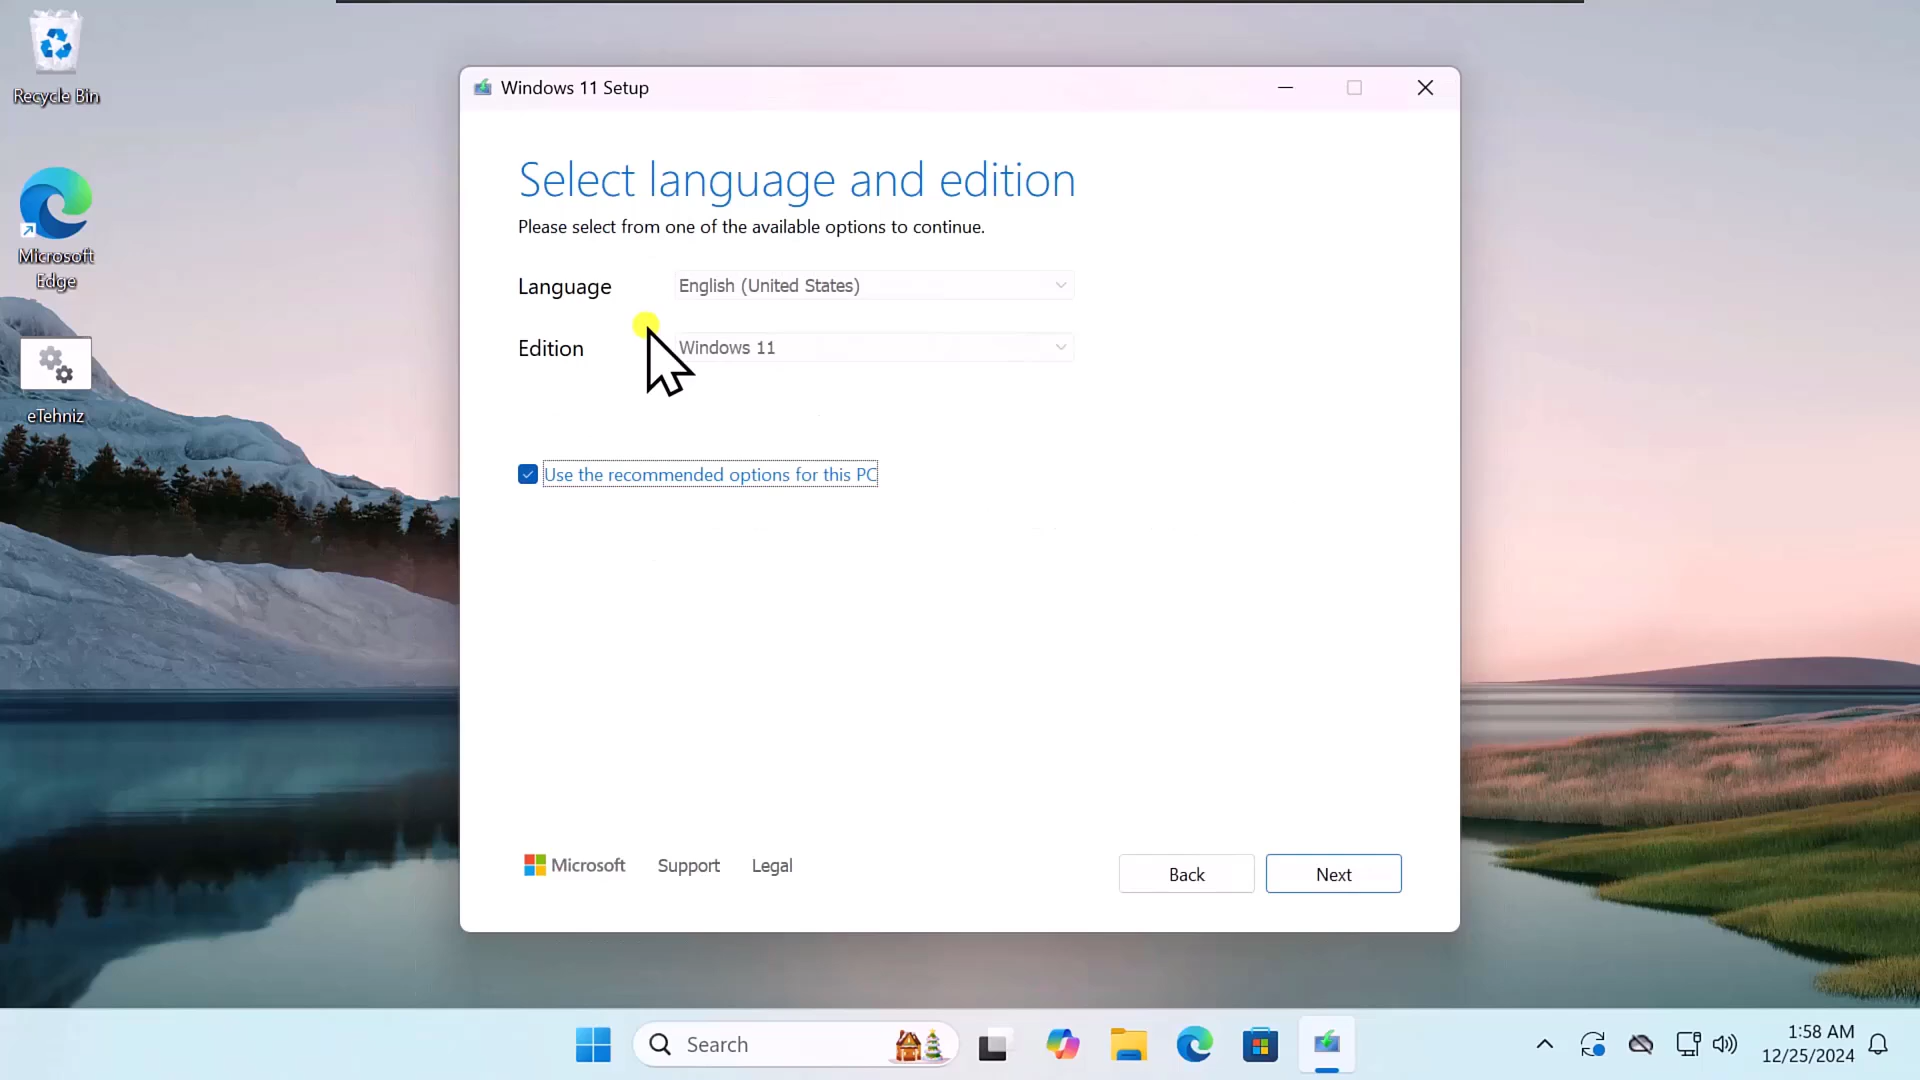 Recycle Bin
Microsoft
Edge
eTehniz
Windows 11 Setup
Select language and edition
Please select from one of the available options to continue.
Language
English (United States)
Edition
Windows 11
Use the recommended options for this PC
Microsoft
Support
Legal
Back
Next
Search
1:58 AM
12/25/2024